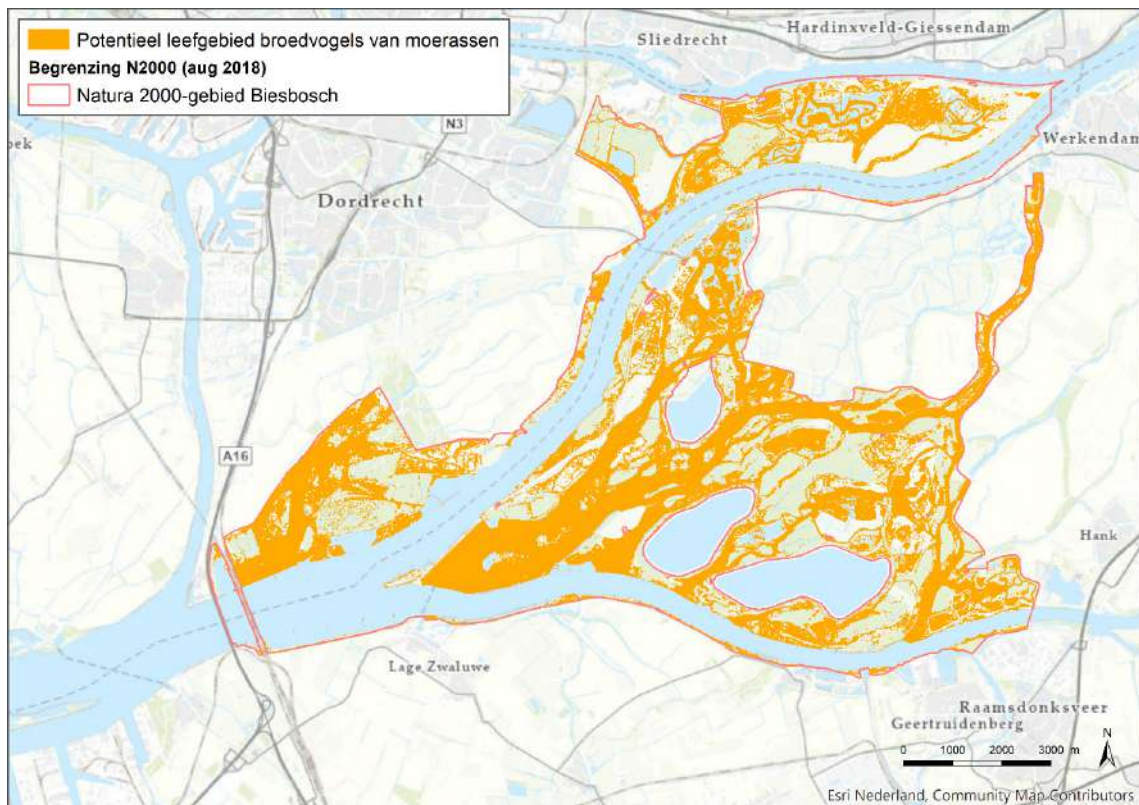 Potentieel leefgebied broedvogels van moerassen
Begrenzing N2000 (aug 2018)
Natura 2000-gebied Biesbosch
Hardinxveld-Giessendam
Sliedrecht
N3
Werkendam
oek
Dordrecht
A16
Hank
Lage Zwaluwe
Raamsdonksveer
Geertruidenberg
N
0 1000 2000 3000 m
Esri Nederland, Community Map Contributors